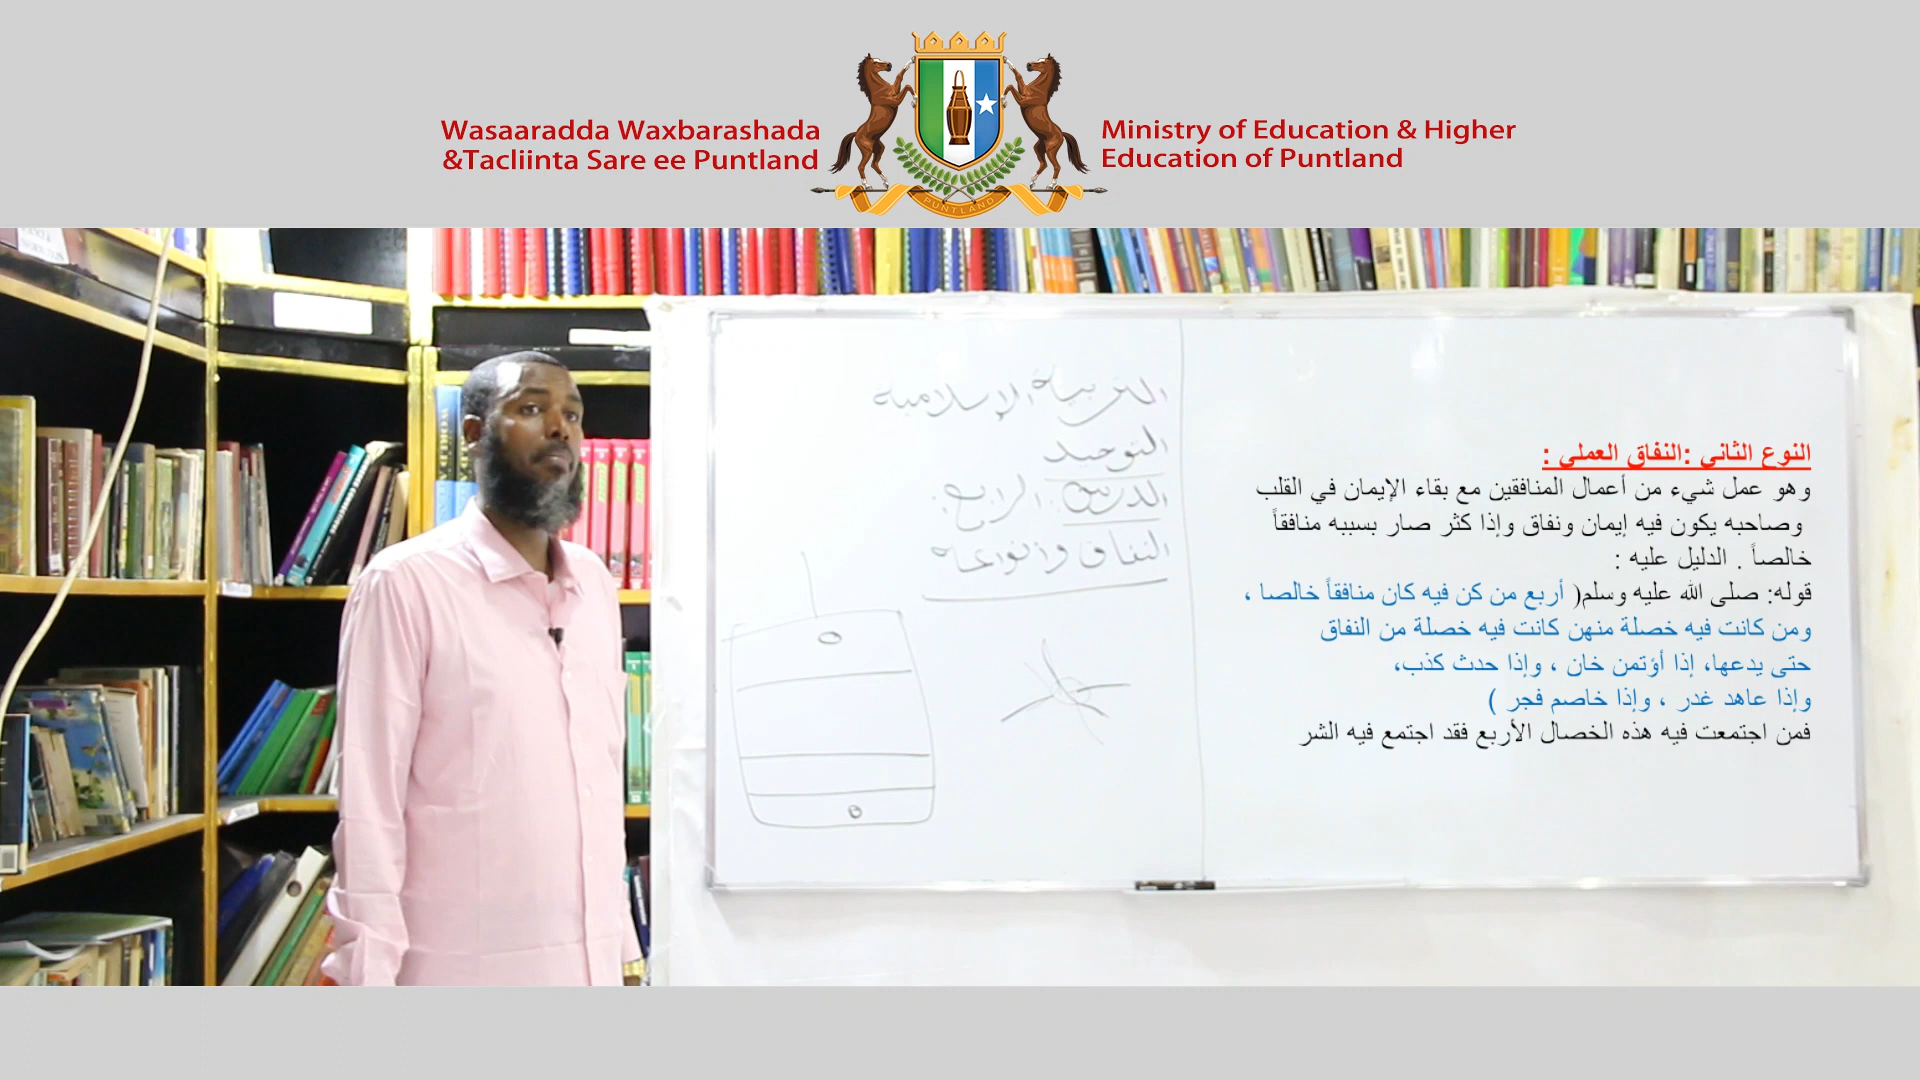 Wasaaradda Waxbarashada
&Tacliinta Sare ee Puntland
Ministry of Education & Higher
Education of Puntland
PUNTLAND
التربية الإسلامية
التوحيد
الدرس الرابع:
النفاق وأنواعه
النوع الثاني :النفاق العملي :
وهو عمل شيء من أعمال المنافقين مع بقاء الإيمان في القلب
وصاحبه يكون فيه إيمان ونفاق وإذا كثر صار بسببه منافقاً
خالصاً . الدليل عليه :
قوله: صلى الله عليه وسلم( أربع من كن فيه كان منافقاً خالصا ،
ومن كانت فيه خصلة منهن كانت فيه خصلة من النفاق
حتى يدعها، إذا أؤتمن خان ، وإذا حدث كذب،
وإذا عاهد غدر ، وإذا خاصم فجر )
فمن اجتمعت فيه هذه الخصال الأربع فقد اجتمع فيه الشر